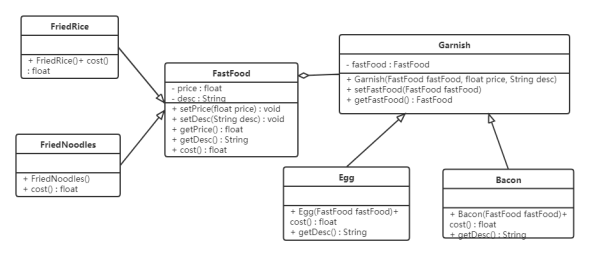 FriedRice
+ FriedRice()+ cost()
: float
FastFood
- price : float
- desc : String
+ setPrice(float price) : void
+ setDesc(String desc) : void
+ getPrice() : float
+ getDesc() : String
+ cost() : float
Garnish
- fastFood : FastFood
+ Garnish(FastFood fastFood, float price, String desc)
+ setFastFood(FastFood fastFood)
+ getFastFood() : FastFood
FriedNoodles
+ FriedNoodles()
+ cost() : float
Egg
+ Egg(FastFood fastFood)+
cost() : float
+ getDesc() : String
Bacon
+ Bacon(FastFood fastFood)+
cost() : float
+ getDesc() : String